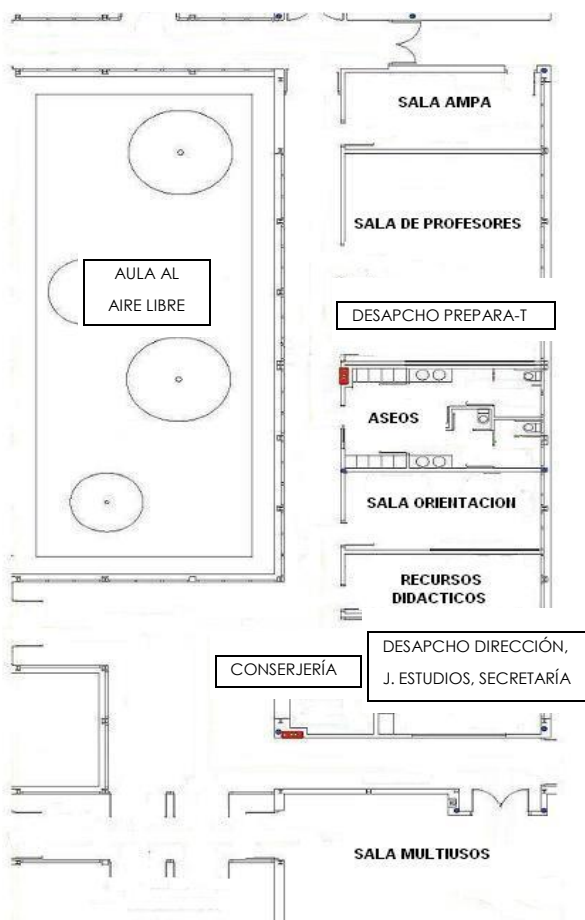 SALA AMPA
SALA DE PROFESORES
AULA AL
AIRE LIBRE
DESAPCHO PREPARA-T
ASEOS
SALA ORIENTACION
RECURSOS
DIDACTICOS
CONSERJERÍA
DESAPCHO DIRECCIÓN,
J. ESTUDIOS, SECRETARÍA
SALA MULTIUSOS